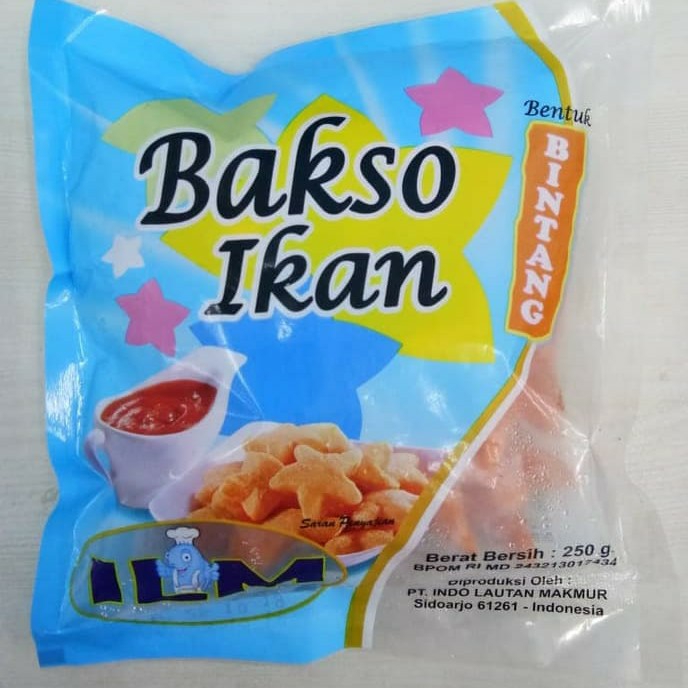 Bakso
Ikan
Bentuk
BINTANG
Saran Penyajian
ILM
Berat Bersih : 250 g.
BPOM RI MD 243213017434
Diproduksi Oleh :
PT. INDO LAUTAN MAKMUR
Sidoarjo 61261 - Indonesia